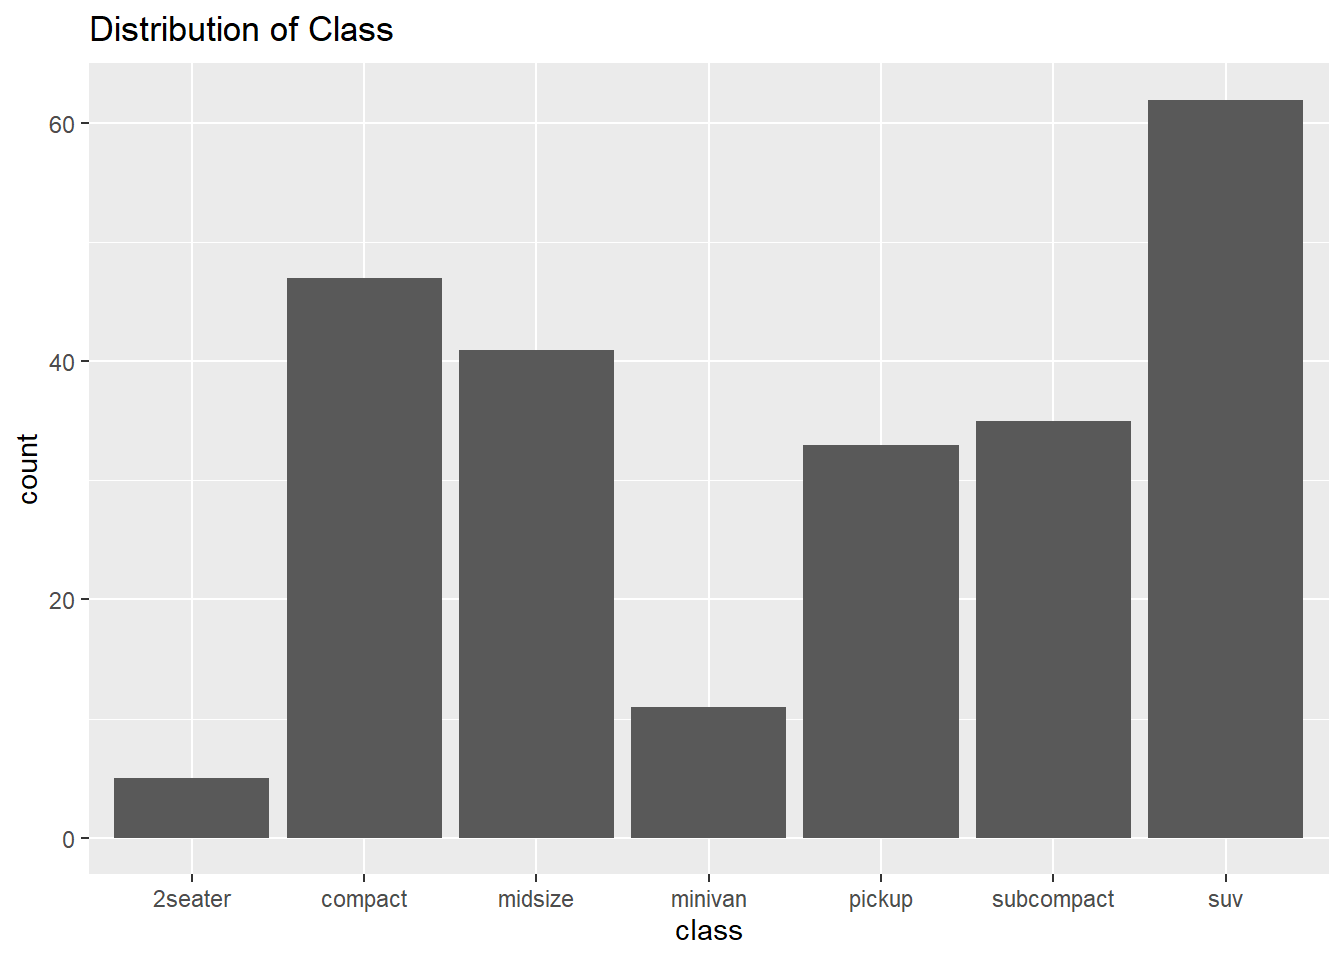 Distribution of Class
60
40
20
0
count
2seater compact midsize minivan pickup subcompact suv
class